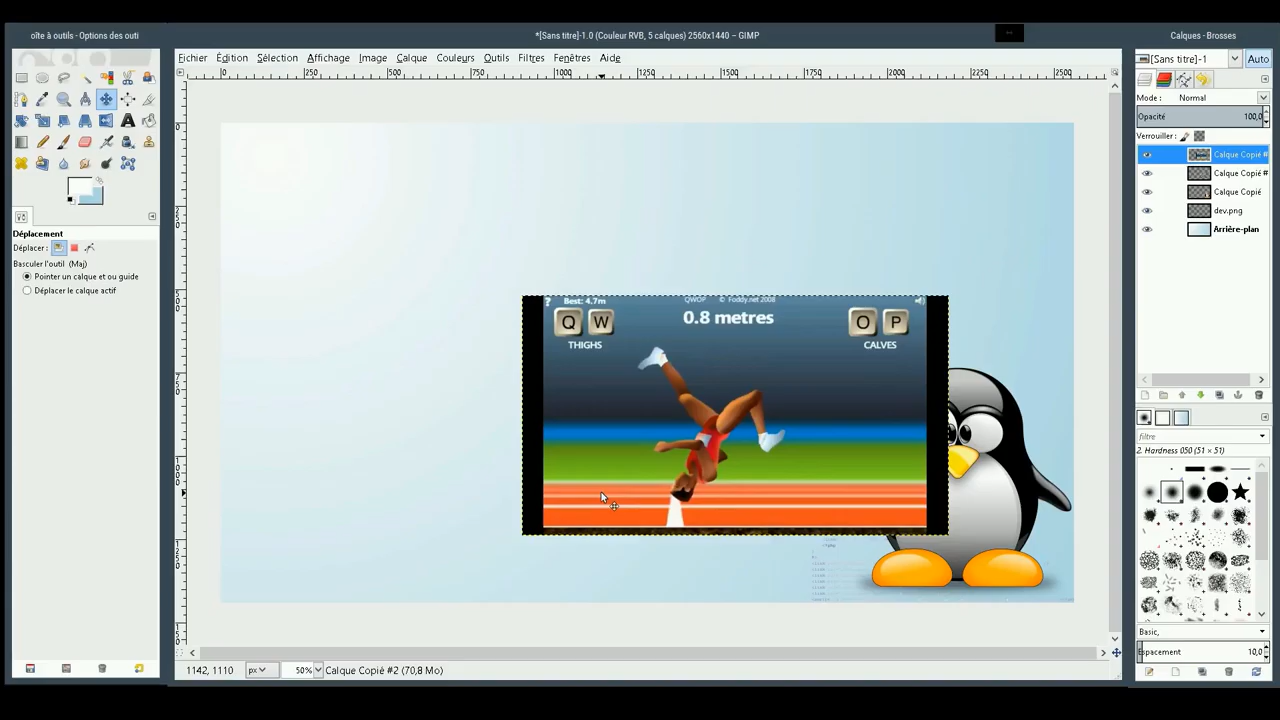 oîte à outils - Options des outi
*[Sans titre]-1.0 (Couleur RVB, 5 calques) 2560x1440 – GIMP
Calques - Brosses
Fichier Édition Sélection Affichage Image Calque Couleurs Outils Filtres Fenêtres Aide
[Sans titre]-1
Auto
0 250 500 750 1000 1250 1500 1750 2000 2250 2500
Mode : Normal
Opacité 100,0
Verrouiller :
Calque Copié #
Calque Copié #
Calque Copié
dev.png
Arrière-plan
Déplacement
Déplacer :
Basculer l'outil (Maj)
Pointer un calque et ou guide
Déplacer le calque actif
? Best: 4.7m QWOP © Foddy.net 2008
0.8 metres
Q W O P
THIGHS CALVES
filtre
2. Hardness 050 (51 × 51)
Basic,
Espacement 10,0
1142, 1110 px 50% Calque Copié #2 (70,8 Mo)